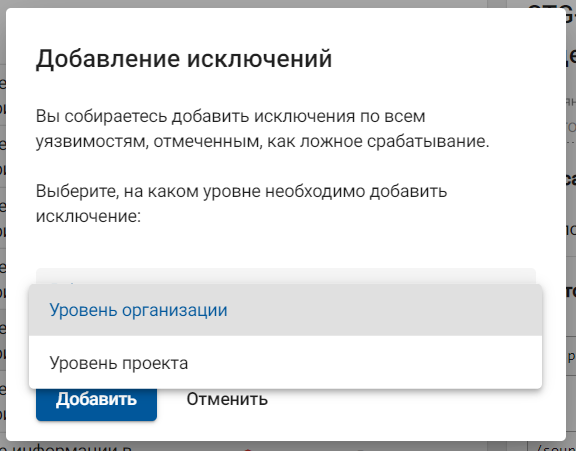 Добавление исключений
Вы собираетесь добавить исключения по всем
уязвимостям, отмеченным, как ложное срабатывание.
Выберите, на каком уровне необходимо добавить
исключение:
Уровень организации
Уровень проекта
Добавить
Отменить